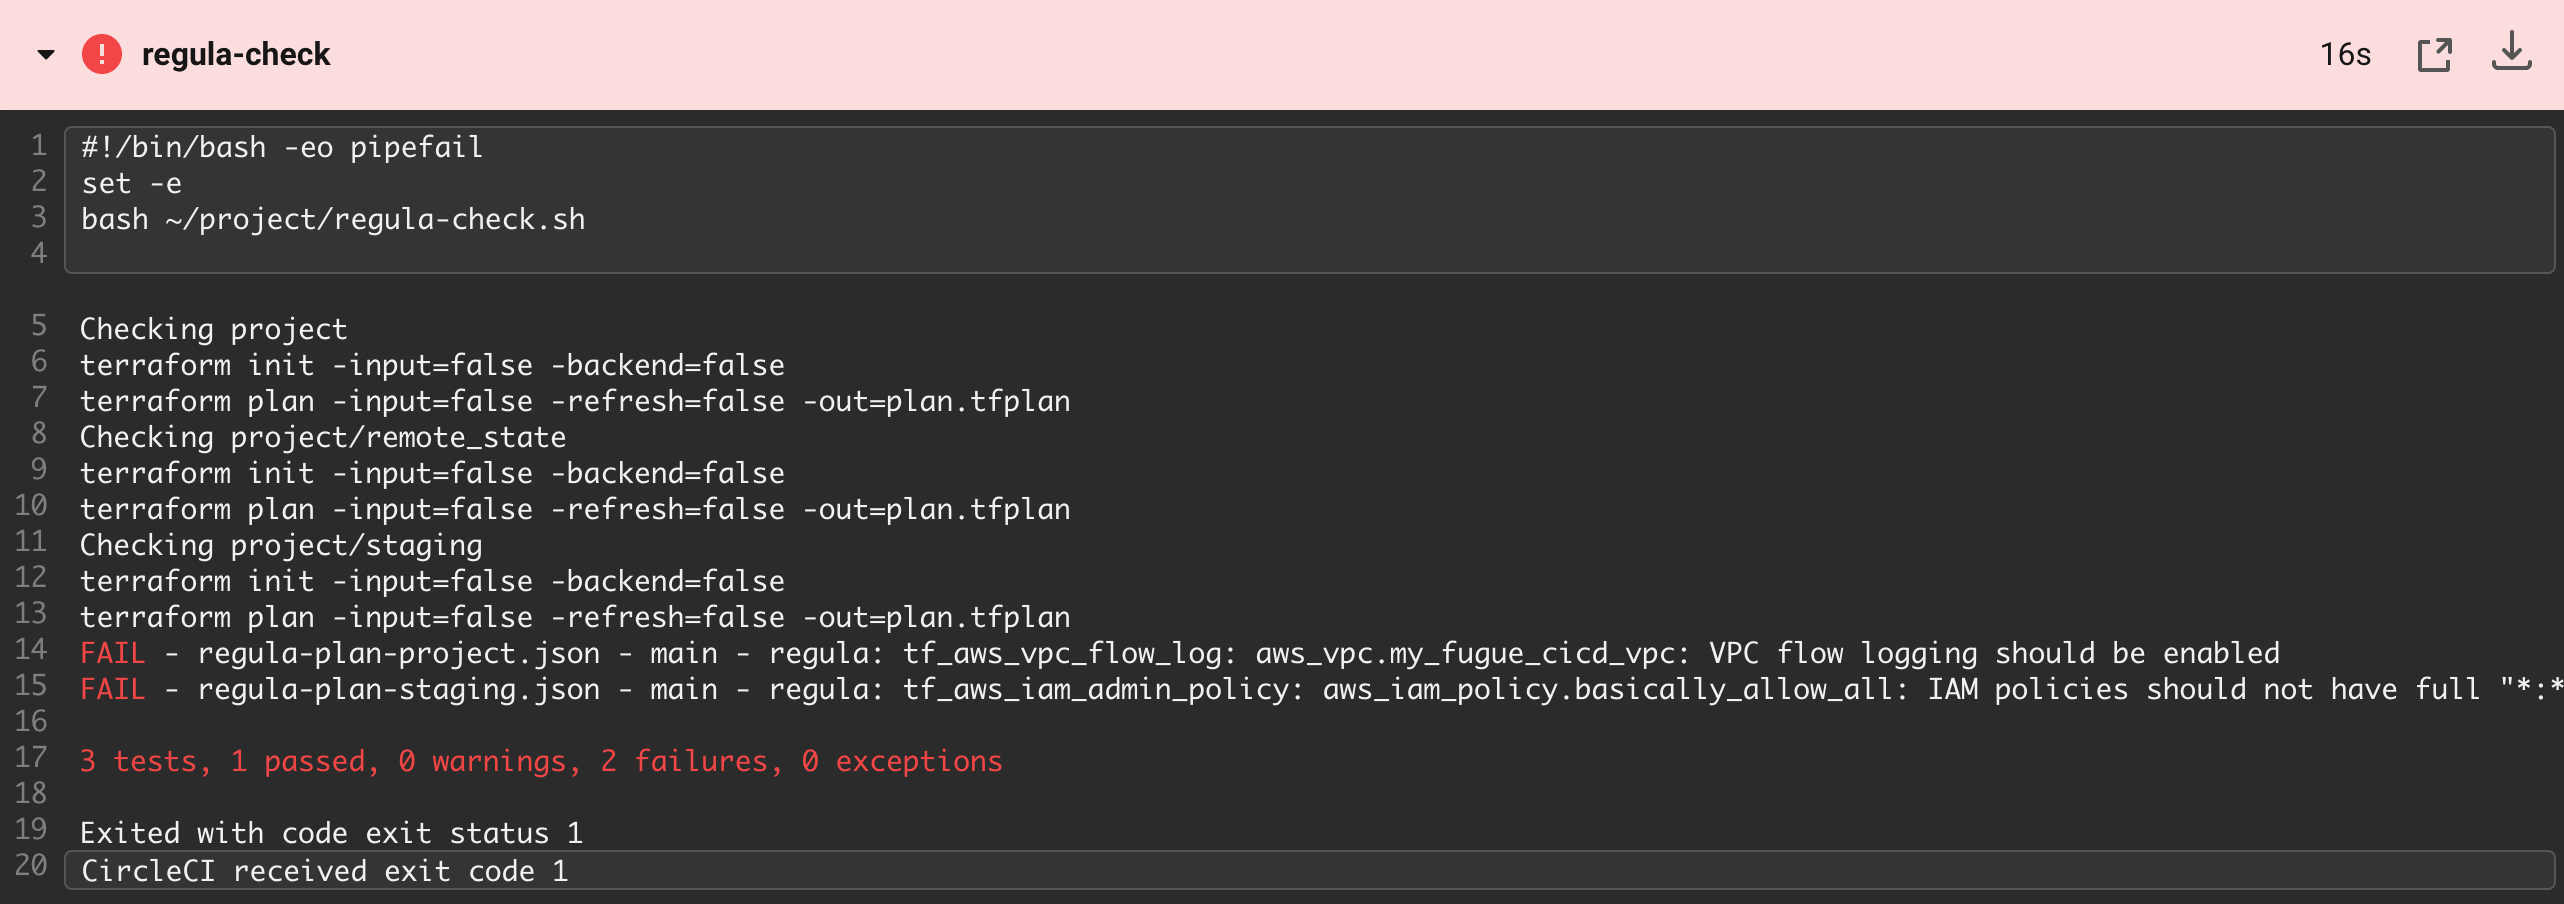 regula-check
16s
1 #!/bin/bash -eo pipefail
2 set -e
3 bash ~/project/regula-check.sh
4
5 Checking project
6 terraform init -input=false -backend=false
7 terraform plan -input=false -refresh=false -out=plan.tfplan
8 Checking project/remote_state
9 terraform init -input=false -backend=false
10 terraform plan -input=false -refresh=false -out=plan.tfplan
11 Checking project/staging
12 terraform init -input=false -backend=false
13 terraform plan -input=false -refresh=false -out=plan.tfplan
14 FAIL - regula-plan-project.json - main - regula: tf_aws_vpc_flow_log: aws_vpc.my_fugue_cicd_vpc: VPC flow logging should be enabled
15 FAIL - regula-plan-staging.json - main - regula: tf_aws_iam_admin_policy: aws_iam_policy.basically_allow_all: IAM policies should not have full "*:*
16
17 3 tests, 1 passed, 0 warnings, 2 failures, 0 exceptions
18
19 Exited with code exit status 1
20 CircleCI received exit code 1